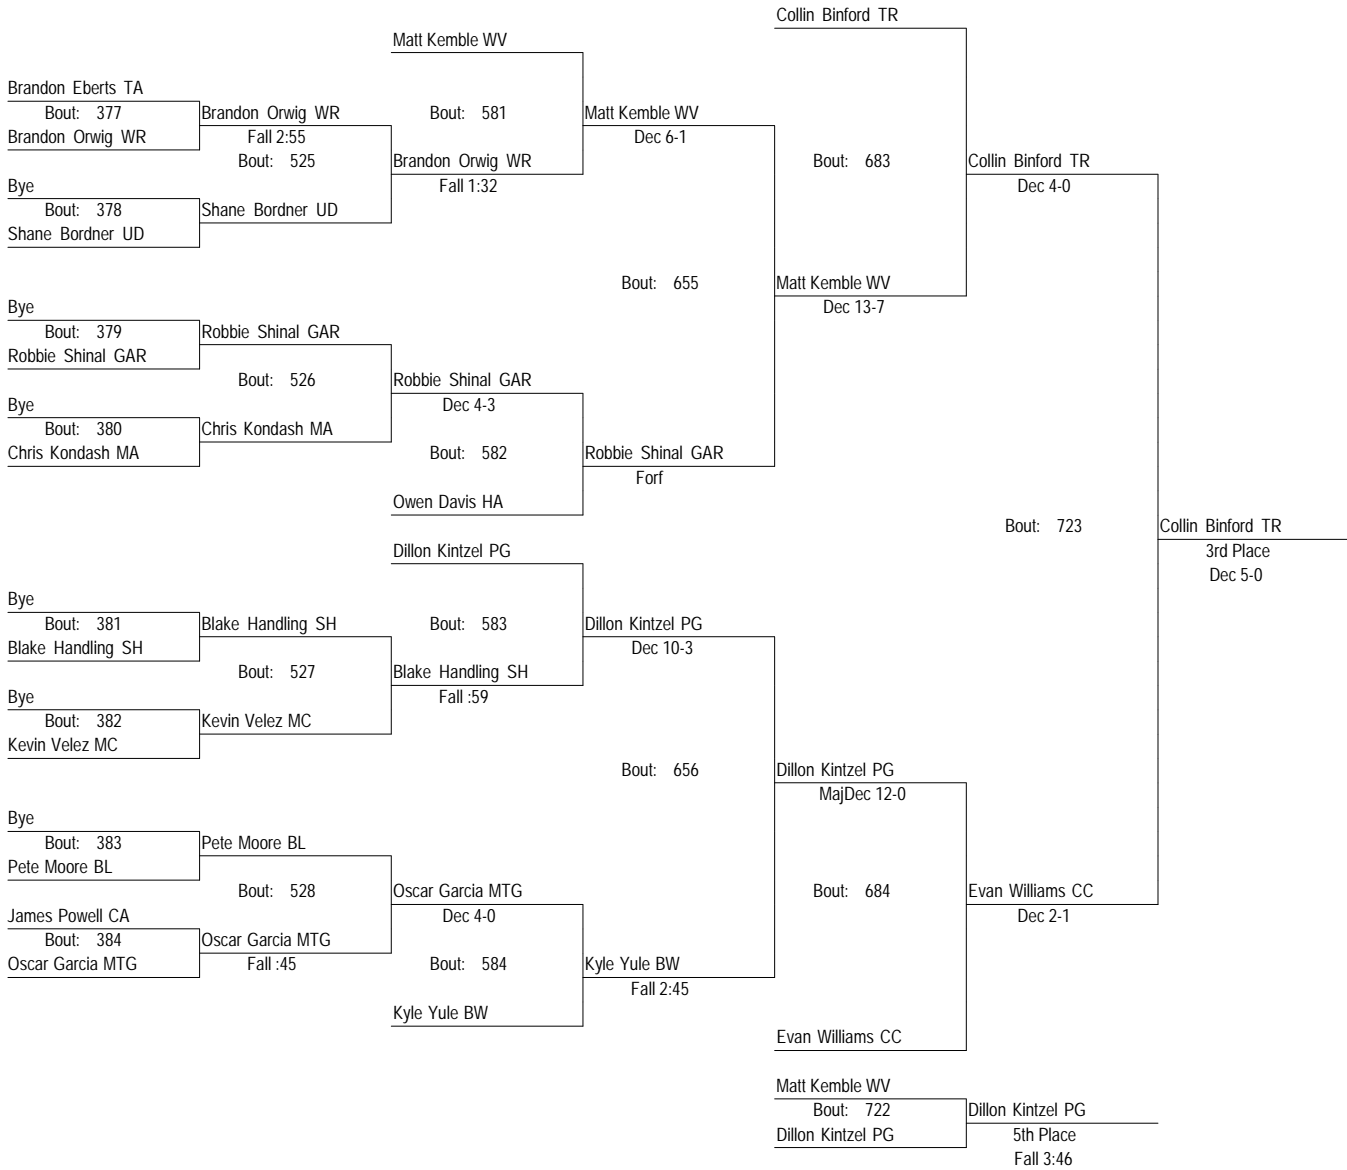 Collin Binford TR
Matt Kemble WV
Brandon Eberts TA
Bout: 377
Brandon Orwig WR
Brandon Orwig WR
Fall 2:55
Bout: 525
Bout: 581
Matt Kemble WV
Dec 6-1
Brandon Orwig WR
Fall 1:32
Bout: 683
Collin Binford TR
Dec 4-0
Bye
Bout: 378
Shane Bordner UD
Shane Bordner UD
Bout: 655
Matt Kemble WV
Dec 13-7
Bye
Bout: 379
Robbie Shinal GAR
Robbie Shinal GAR
Bout: 526
Robbie Shinal GAR
Dec 4-3
Bye
Bout: 380
Chris Kondash MA
Chris Kondash MA
Bout: 582
Robbie Shinal GAR
Forf
Owen Davis HA
Bout: 723
Collin Binford TR
3rd Place
Dec 5-0
Dillon Kintzel PG
Bye
Bout: 381
Blake Handling SH
Blake Handling SH
Bout: 583
Dillon Kintzel PG
Dec 10-3
Bout: 527
Blake Handling SH
Fall :59
Bye
Bout: 382
Kevin Velez MC
Kevin Velez MC
Bout: 656
Dillon Kintzel PG
MajDec 12-0
Bye
Bout: 383
Pete Moore BL
Pete Moore BL
Bout: 528
Oscar Garcia MTG
Dec 4-0
Bout: 684
Evan Williams CC
Dec 2-1
James Powell CA
Bout: 384
Oscar Garcia MTG
Oscar Garcia MTG
Fall :45
Bout: 584
Kyle Yule BW
Fall 2:45
Kyle Yule BW
Evan Williams CC
Matt Kemble WV
Bout: 722
Dillon Kintzel PG
Dillon Kintzel PG
5th Place
Fall 3:46